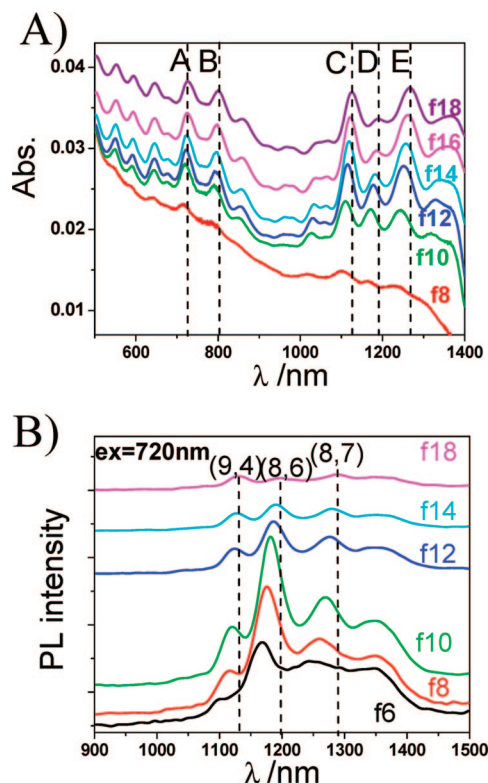 A)
A B C D E
0.04
0.03
0.02
0.01
Abs.
f18
f16
f14
f12
f10
f8
600 800 1000 1200 1400
λ /nm
B)
ex=720nm (9,4) (8,6) (8,7)
f18
f14
f12
f10
f8
f6
PL intensity
900 1000 1100 1200 1300 1400 1500
λ /nm